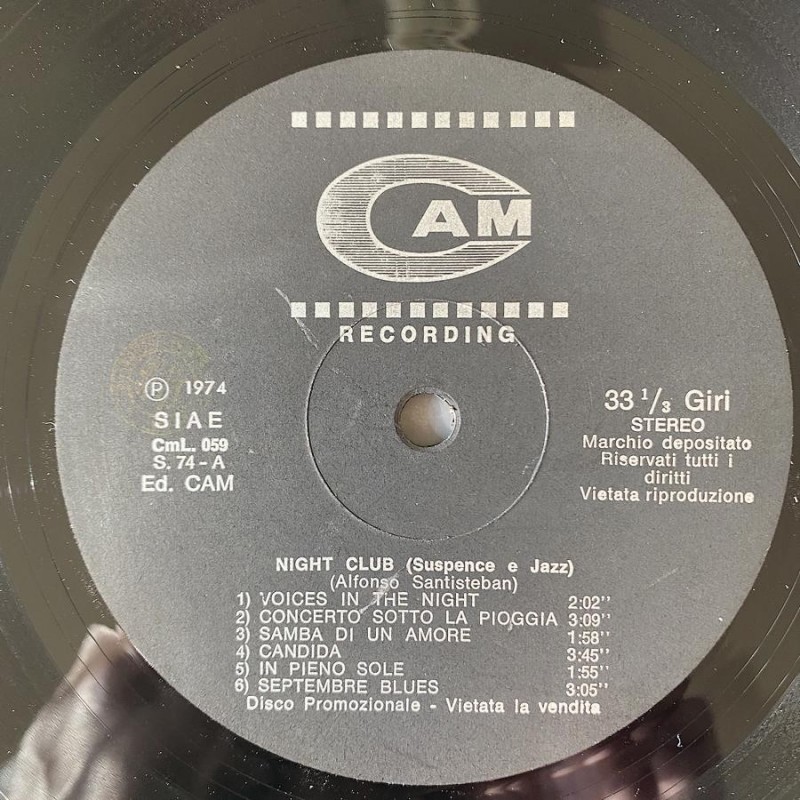 CAM
RECORDING
℗ 1974
SIAE
CmL. 059
S. 74-A
Ed. CAM
33 1/3 Giri
STEREO
Marchio depositato
Riservati tutti i
diritti
Vietata riproduzione
NIGHT CLUB (Suspence e Jazz)
(Alfonso Santisteban)
1) VOICES IN THE NIGHT 2:02''
2) CONCERTO SOTTO LA PIOGGIA 3:09''
3) SAMBA DI UN AMORE 1:58''
4) CANDIDA 3:45''
5) IN PIENO SOLE 1:55''
6) SEPTEMBRE BLUES 3:05''
Disco Promozionale - Vietata la vendita